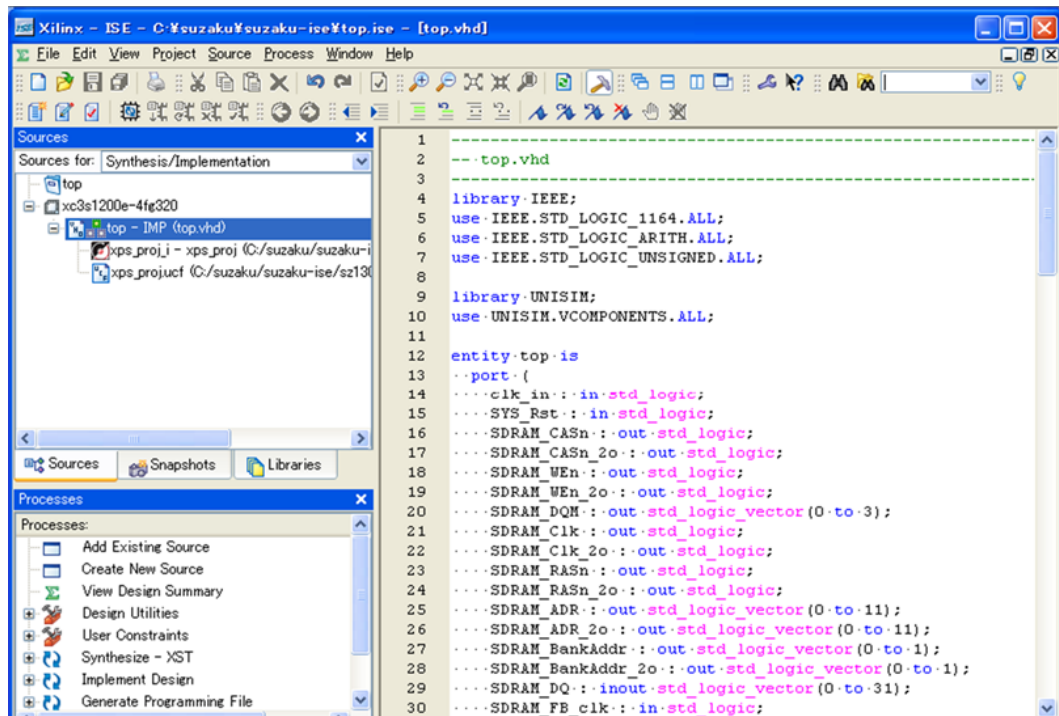 Xilinx - ISE - C:¥suzaku¥suzaku-ise¥top.ise - [top.vhd]
File Edit View Project Source Process Window Help
Sources
Sources for: Synthesis/Implementation
top
xc3s1200e-4fg320
top - IMP (top.vhd)
xps_proj_i - xps_proj (C:/suzaku/suzaku-i
xps_proj.ucf (C:/suzaku/suzaku-ise/sz130
Sources Snapshots Libraries
Processes
Processes:
Add Existing Source
Create New Source
View Design Summary
Design Utilities
User Constraints
Synthesize - XST
Implement Design
Generate Programming File
1 --------------------------------------------------------------
2 --·top.vhd
3 --------------------------------------------------------------
4 library·IEEE;
5 use·IEEE.STD_LOGIC_1164.ALL;
6 use·IEEE.STD_LOGIC_ARITH.ALL;
7 use·IEEE.STD_LOGIC_UNSIGNED.ALL;
8
9 library·UNISIM;
10 use·UNISIM.VCOMPONENTS.ALL;
11
12 entity·top·is
13 ··port·(
14 ····clk_in·:·in·std_logic;
15 ····SYS_Rst·:·in·std_logic;
16 ····SDRAM_CASn·:·out·std_logic;
17 ····SDRAM_CASn_2o·:·out·std_logic;
18 ····SDRAM_WEn·:·out·std_logic;
19 ····SDRAM_WEn_2o·:·out·std_logic;
20 ····SDRAM_DQM·:·out·std_logic_vector(0·to·3);
21 ····SDRAM_Clk·:·out·std_logic;
22 ····SDRAM_Clk_2o·:·out·std_logic;
23 ····SDRAM_RASn·:·out·std_logic;
24 ····SDRAM_RASn_2o·:·out·std_logic;
25 ····SDRAM_ADR·:·out·std_logic_vector(0·to·11);
26 ····SDRAM_ADR_2o·:·out·std_logic_vector(0·to·11);
27 ····SDRAM_BankAddr·:·out·std_logic_vector(0·to·1);
28 ····SDRAM_BankAddr_2o·:·out·std_logic_vector(0·to·1);
29 ····SDRAM_DQ·:·inout·std_logic_vector(0·to·31);
30 ····SDRAM_FB_clk·:·in·std_logic;